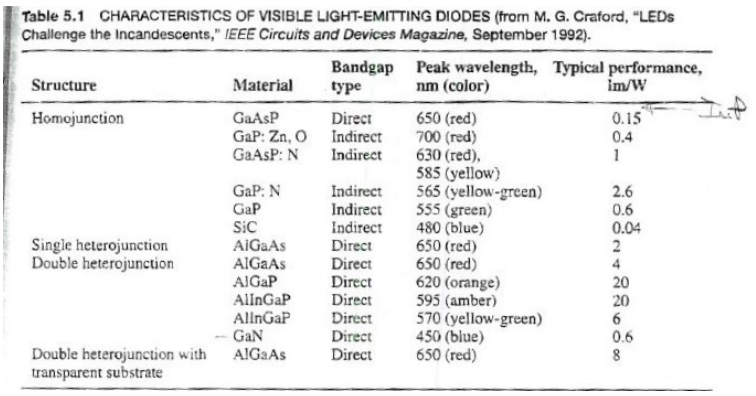 Table 5.1 CHARACTERISTICS OF VISIBLE LIGHT-EMITTING DIODES (from M. G. Craford, "LEDs
Challenge the Incandescents," IEEE Circuits and Devices Magazine, September 1992).
Structure Material Bandgap type Peak wavelength, nm (color) Typical performance, lm/W
Homojunction GaAsP Direct 650 (red) 0.15
GaP: Zn, O Indirect 700 (red) 0.4
GaAsP: N Indirect 630 (red), 1
585 (yellow)
GaP: N Indirect 565 (yellow-green) 2.6
GaP Indirect 555 (green) 0.6
SiC Indirect 480 (blue) 0.04
Single heterojunction AlGaAs Direct 650 (red) 2
Double heterojunction AlGaAs Direct 650 (red) 4
AlGaP Direct 620 (orange) 20
AlInGaP Direct 595 (amber) 20
AlInGaP Direct 570 (yellow-green) 6
GaN Direct 450 (blue) 0.6
Double heterojunction with AlGaAs Direct 650 (red) 8
transparent substrate